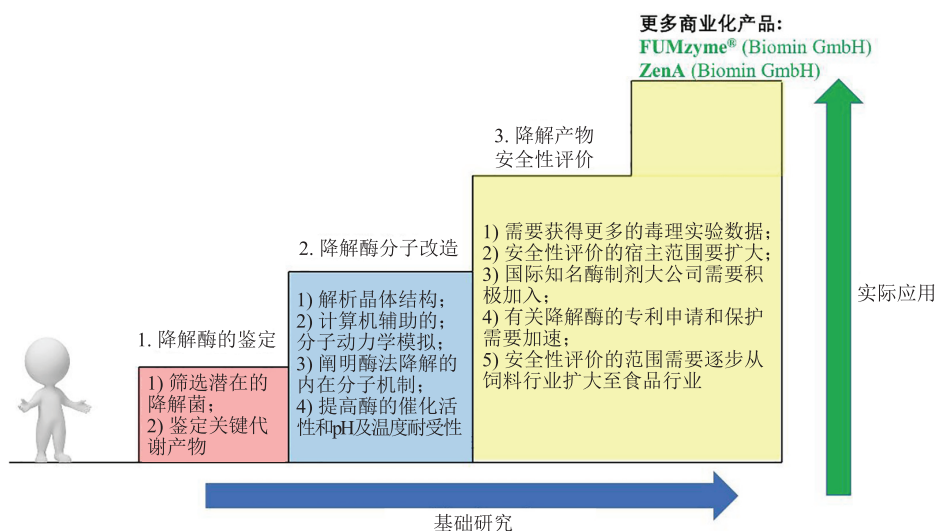 更多商业化产品:
FUMzyme® (Biomin GmbH)
ZenA (Biomin GmbH)
3. 降解产物
安全性评价
1) 需要获得更多的毒理实验数据；
2) 安全性评价的宿主范围要扩大；
3) 国际知名酶制剂大公司需要积
极加入；
4) 有关降解酶的专利申请和保护
需要加速；
5) 安全性评价的范围需要逐步从
饲料行业扩大至食品行业
2. 降解酶分子改造
1) 解析晶体结构；
2) 计算机辅助的；
分子动力学模拟；
3) 阐明酶法降解的
内在分子机制；
4) 提高酶的催化活
性和pH及温度耐受性
1. 降解酶的鉴定
1) 筛选潜在的
降解菌；
2) 鉴定关键代
谢产物
实际应用
基础研究